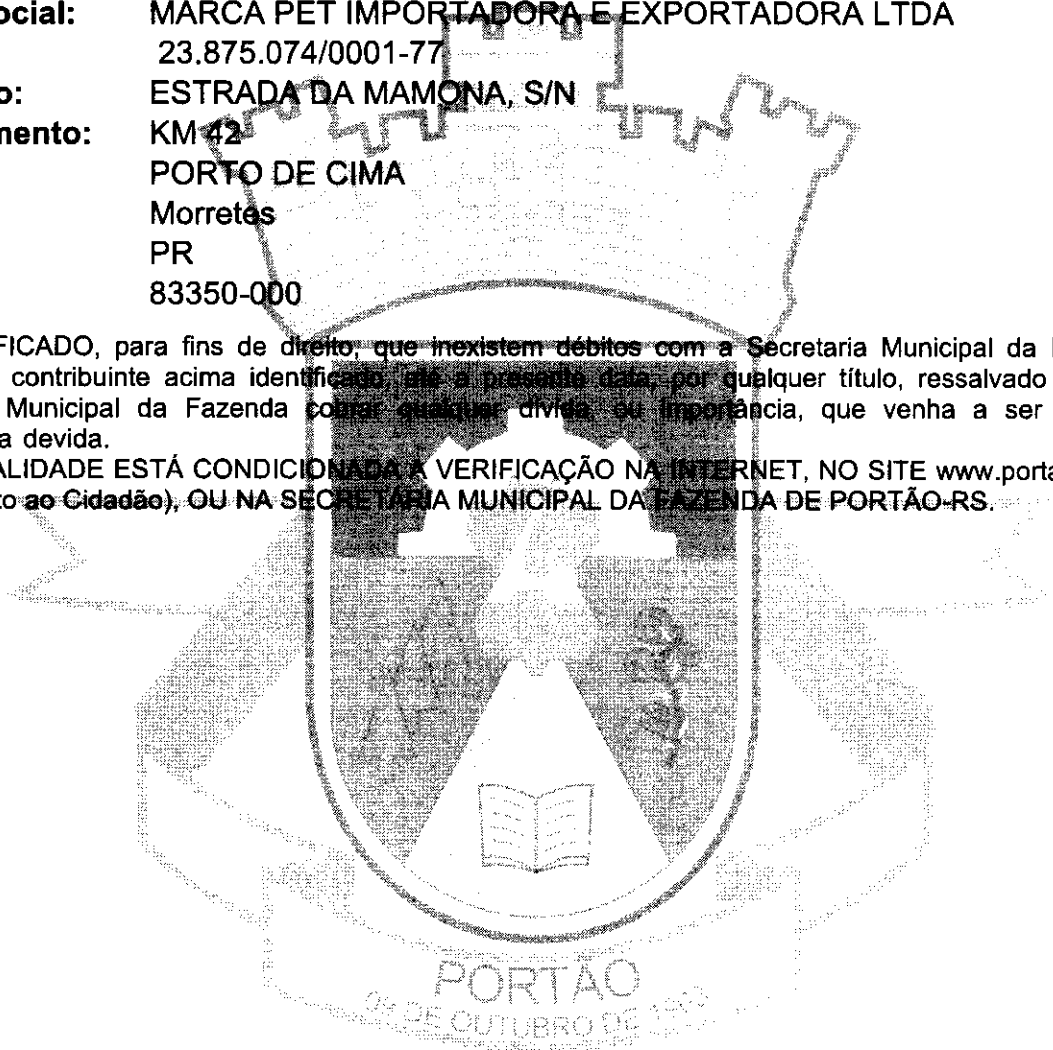 ocial: MARCA PET IMPORTADORA E EXPORTADORA LTDA
23.875.074/0001-77
o: ESTRADA DA MAMONA, S/N
mento: KM 42
PORTO DE CIMA
Morretes
PR
83350-000
FICADO, para fins de direito, que inexistem débitos com a Secretaria Municipal da
contribuinte acima identificado, até a presente data, por qualquer título, ressalvado
Municipal da Fazenda cobrar qualquer dívida ou importância, que venha a ser
a devida.
ALIDADE ESTÁ CONDICIONADA A VERIFICAÇÃO NA INTERNET, NO SITE www.porta
to ao Cidadão), OU NA SECRETARIA MUNICIPAL DA FAZENDA DE PORTÃO-RS.
PORTÃO
DE OUTUBRO DE